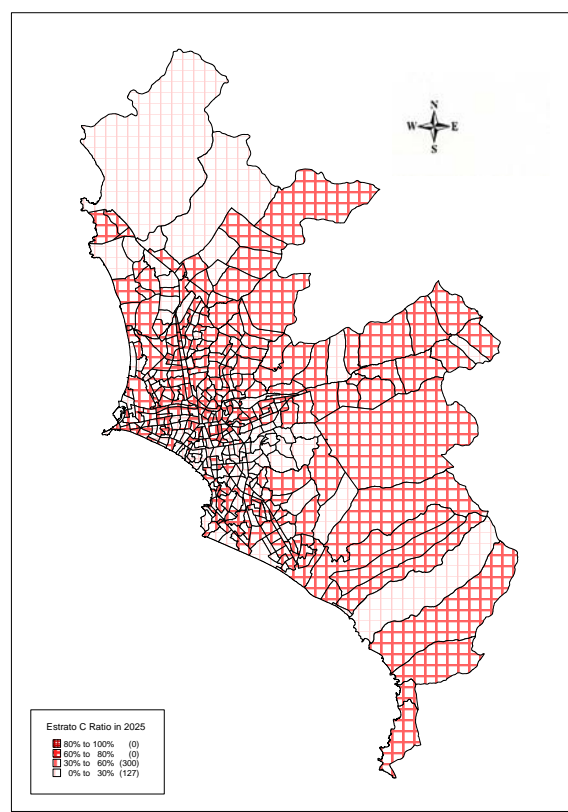 N
W E
S
Estrato C Ratio in 2025
80% to 100% (0)
60% to 80% (0)
30% to 60% (300)
0% to 30% (127)